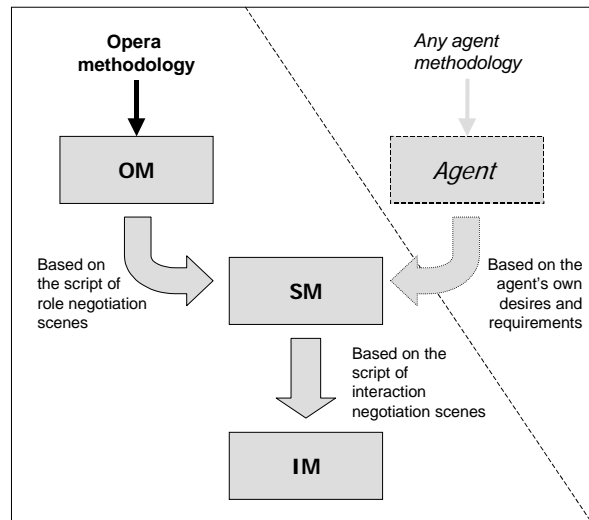 Opera
methodology
Any agent
methodology
OM
Agent
Based on
the script of
role negotiation
scenes
SM
Based on the
agent's own
desires and
requirements
Based on the
script of
interaction
negotiation scenes
IM